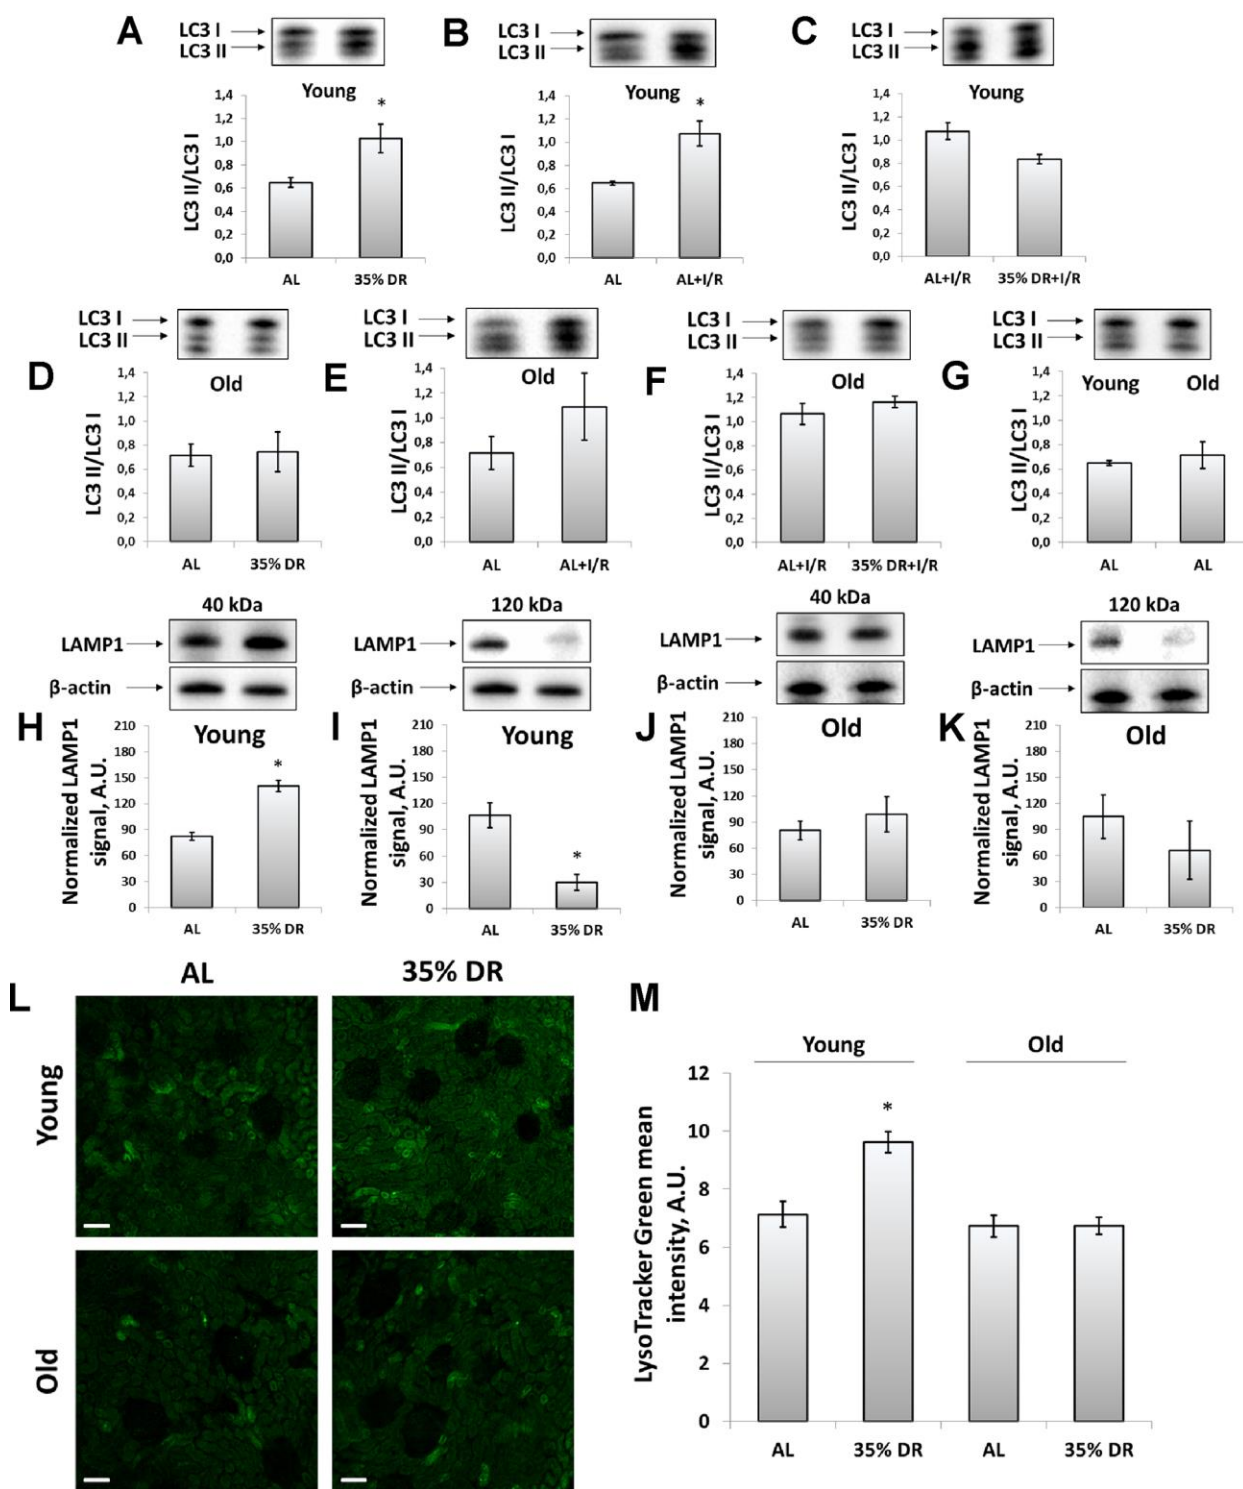 A
LC3 I
LC3 II
Young
LC3 II/LC3 I
1,4
1,2
1,0
0,8
0,6
0,4
0,2
0,0
*
AL
35% DR
B
LC3 I
LC3 II
Young
LC3 II/LC3 I
1,4
1,2
1,0
0,8
0,6
0,4
0,2
0,0
*
AL
AL+I/R
C
LC3 I
LC3 II
Young
LC3 II/LC3 I
1,4
1,2
1,0
0,8
0,6
0,4
0,2
0,0
AL+I/R
35% DR+I/R
D
LC3 I
LC3 II
Old
LC3 II/LC3 I
1,4
1,2
1,0
0,8
0,6
0,4
0,2
0,0
AL
35% DR
E
LC3 I
LC3 II
Old
LC3 II/LC3 I
1,4
1,2
1,0
0,8
0,6
0,4
0,2
0,0
AL
AL+I/R
F
LC3 I
LC3 II
Old
LC3 II/LC3 I
1,4
1,2
1,0
0,8
0,6
0,4
0,2
0,0
AL+I/R
35% DR+I/R
G
LC3 I
LC3 II
Young
Old
LC3 II/LC3 I
1,4
1,2
1,0
0,8
0,6
0,4
0,2
0,0
AL
AL
H
40 kDa
LAMP1
β-actin
Young
Normalized LAMP1
signal, A.U.
210
180
150
120
90
60
30
0
*
AL
35% DR
I
120 kDa
LAMP1
β-actin
Young
Normalized LAMP1
signal, A.U.
210
180
150
120
90
60
30
0
*
AL
35% DR
J
40 kDa
LAMP1
β-actin
Old
Normalized LAMP1
signal, A.U.
210
180
150
120
90
60
30
0
AL
35% DR
K
120 kDa
LAMP1
β-actin
Old
Normalized LAMP1
signal, A.U.
210
180
150
120
90
60
30
0
AL
35% DR
L
AL
35% DR
Young
Old
M
Young
Old
LysoTracker Green mean
intensity, A.U.
12
10
8
6
4
2
0
*
AL
35% DR
AL
35% DR